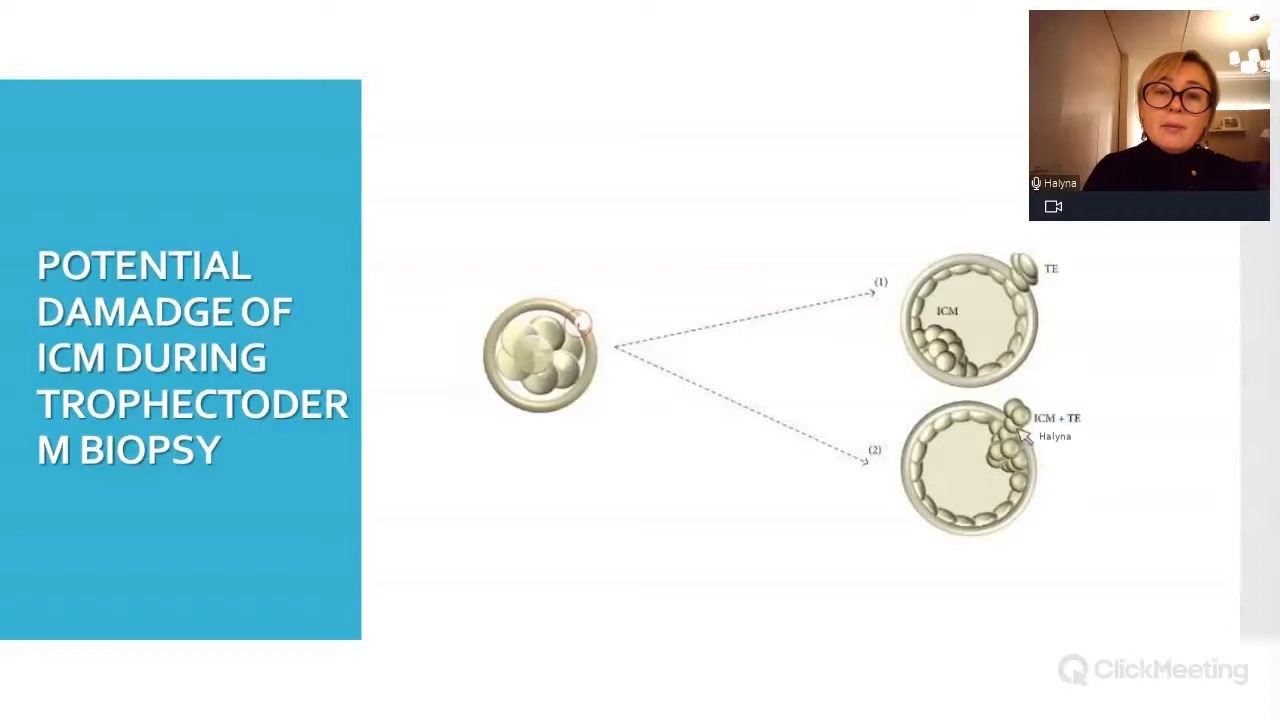 POTENTIAL
DAMADGE OF
ICM DURING
TROPHECTODER
M BIOPSY
(1)
TE
ICM
(2)
ICM + TE
Halyna
Halyna
ClickMeeting